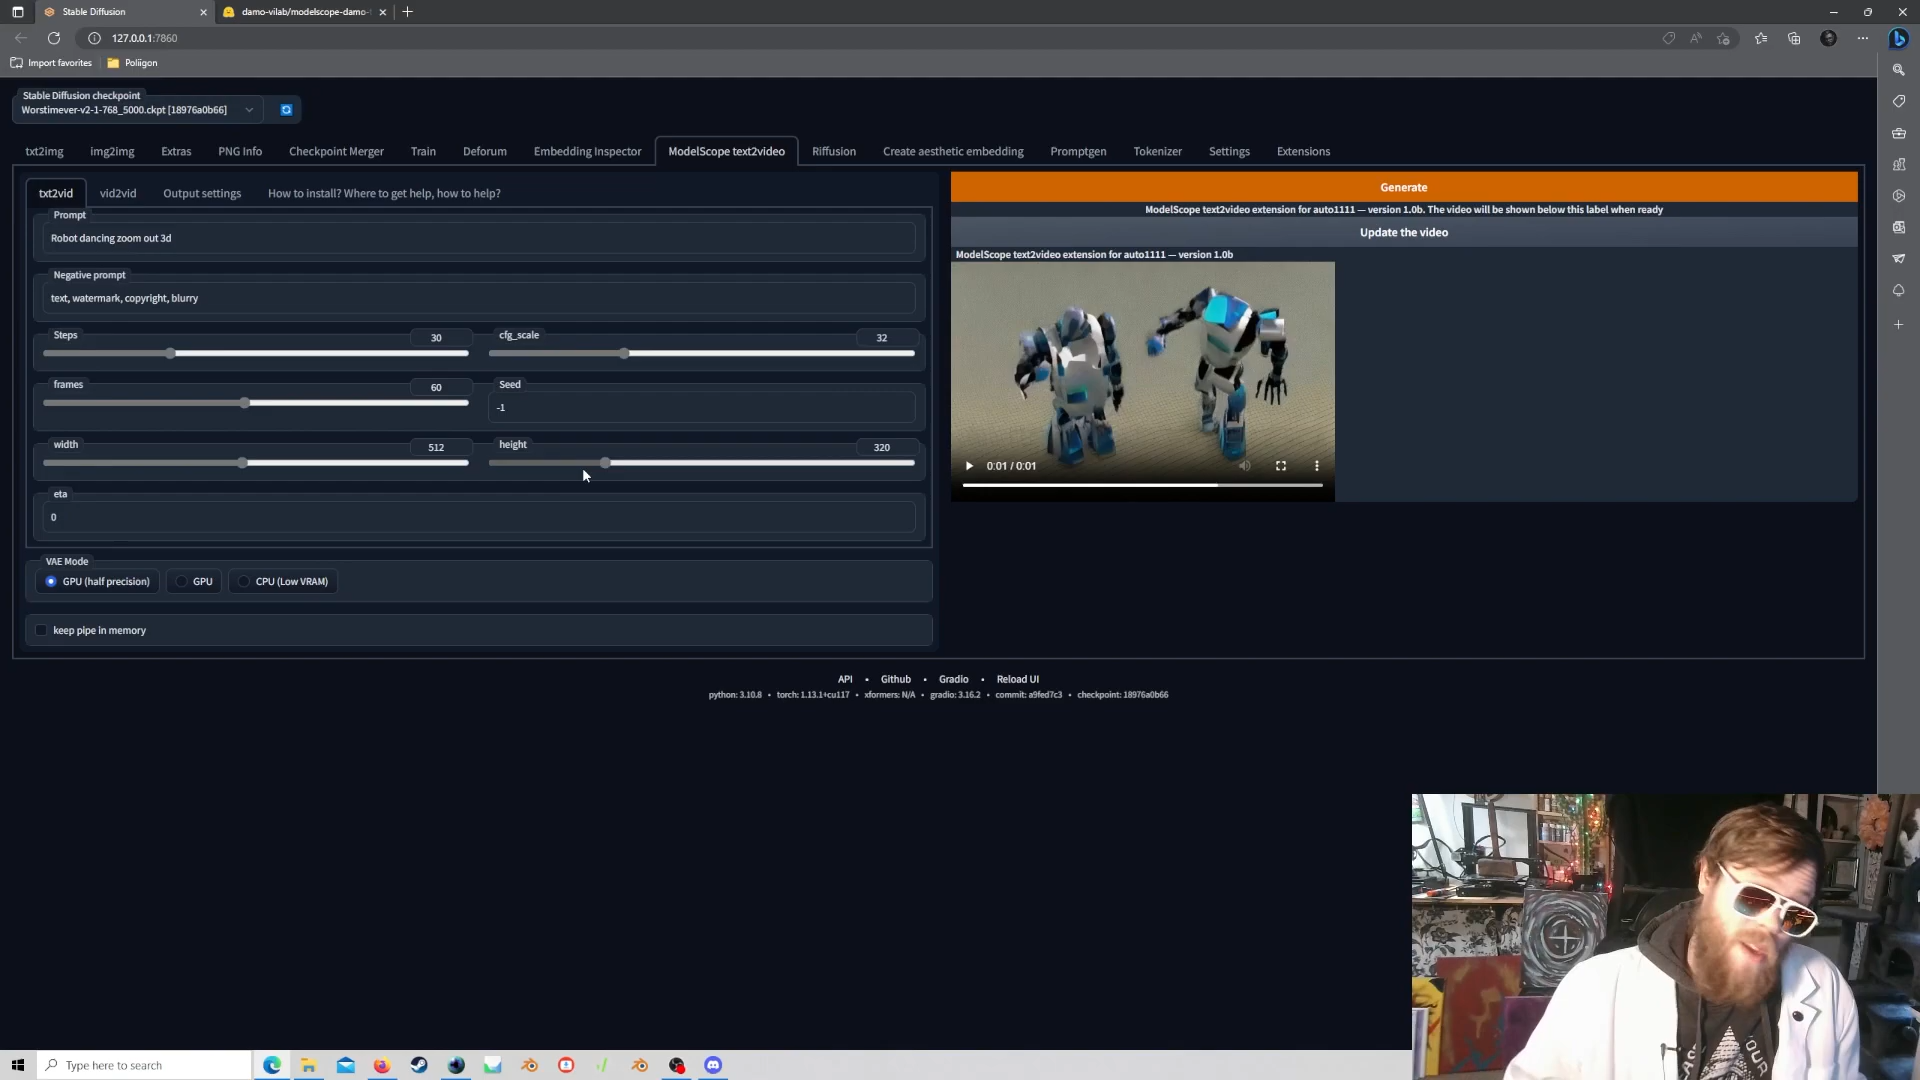 Stable Diffusion
damo-vilab/modelscope-damo-
127.0.0.1:7860
Import favorites
Poliigon
Stable Diffusion checkpoint
Worstimever-v2-1-768_5000.ckpt [18976a0b66]
txt2img
img2img
Extras
PNG Info
Checkpoint Merger
Train
Deforum
Embedding Inspector
ModelScope text2video
Riffusion
Create aesthetic embedding
Promptgen
Tokenizer
Settings
Extensions
txt2vid
vid2vid
Output settings
How to install? Where to get help, how to help?
Prompt
Robot dancing zoom out 3d
Negative prompt
text, watermark, copyright, blurry
Steps
30
cfg_scale
32
frames
60
Seed
-1
width
512
height
320
eta
0
VAE Mode
GPU (half precision)
GPU
CPU (Low VRAM)
keep pipe in memory
Generate
ModelScope text2video extension for auto1111 — version 1.0b. The video will be shown below this label when ready
Update the video
ModelScope text2video extension for auto1111 — version 1.0b
0:01 / 0:01
API • Github • Gradio • Reload UI
python: 3.10.8 • torch: 1.13.1+cu117 • xformers: N/A • gradio: 3.16.2 • commit: a9fed7c3 • checkpoint: 18976a0b66
Type here to search